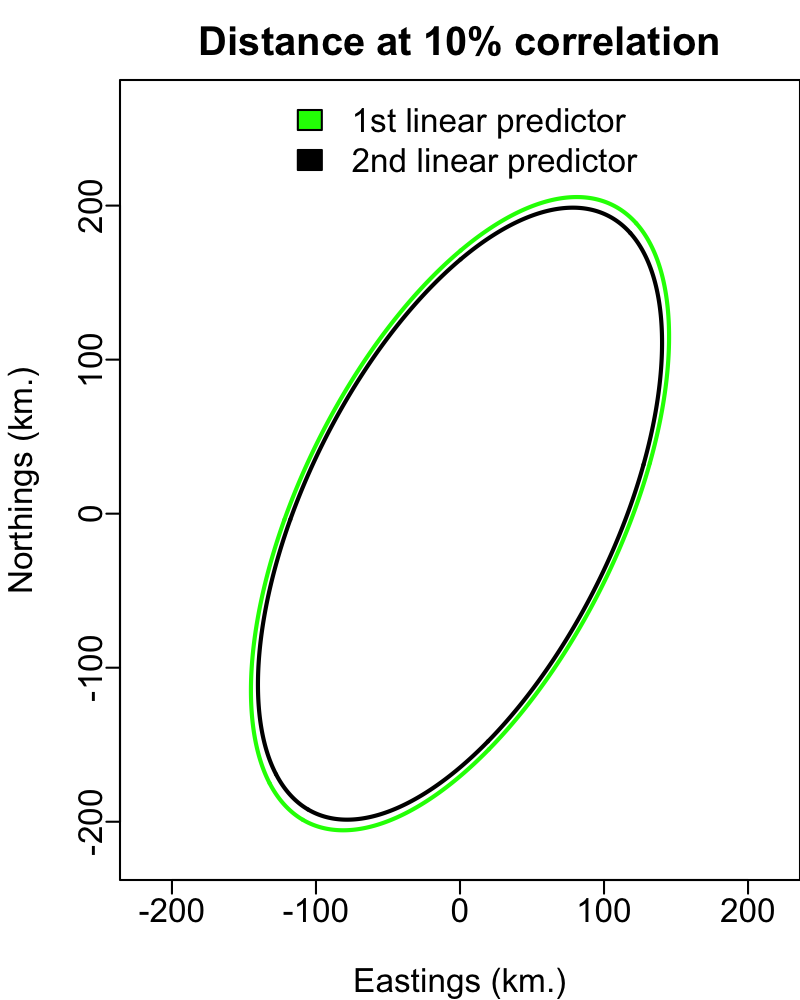 Distance at 10% correlation
1st linear predictor
2nd linear predictor
200
100
0
-100
-200
Northings (km.)
-200 -100 0 100 200
Eastings (km.)